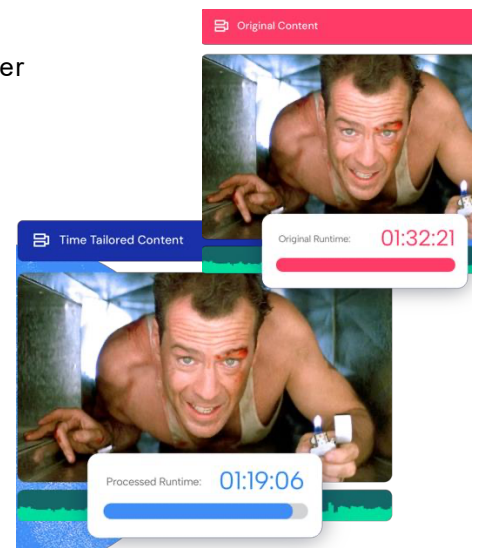 Original Content
er
Original Runtime: 01:32:21
Time Tailored Content
Processed Runtime: 01:19:06